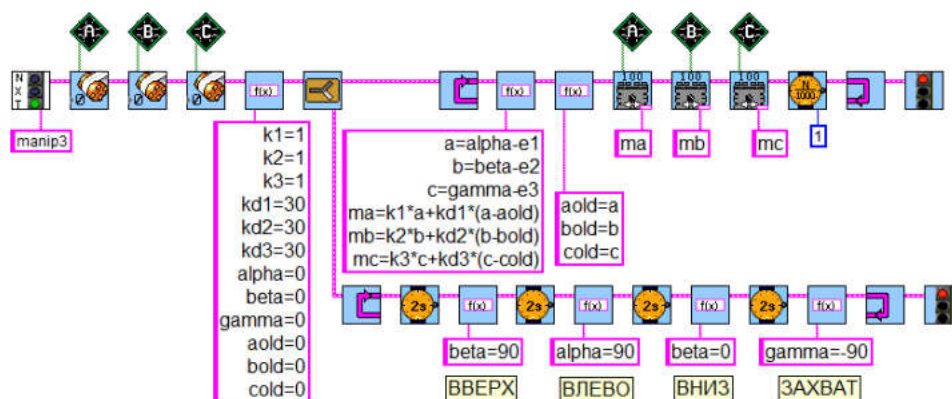 A B C A B C
N
X
T
0 0 0 f(x) f(x) f(x) 100 100 100 N 1000
manip3
k1=1
k2=1
k3=1
kd1=30
kd2=30
kd3=30
alpha=0
beta=0
gamma=0
aold=0
bold=0
cold=0
a=alpha-e1
b=beta-e2
c=gamma-e3
ma=k1*a+kd1*(a-aold)
mb=k2*b+kd2*(b-bold)
mc=k3*c+kd3*(c-cold)
aold=a
bold=b
cold=c
ma mb mc 1
2s f(x) 2s f(x) 2s f(x) 2s f(x)
beta=90 alpha=90 beta=0 gamma=-90
ВВЕРХ ВЛЕВО ВНИЗ ЗАХВАТ